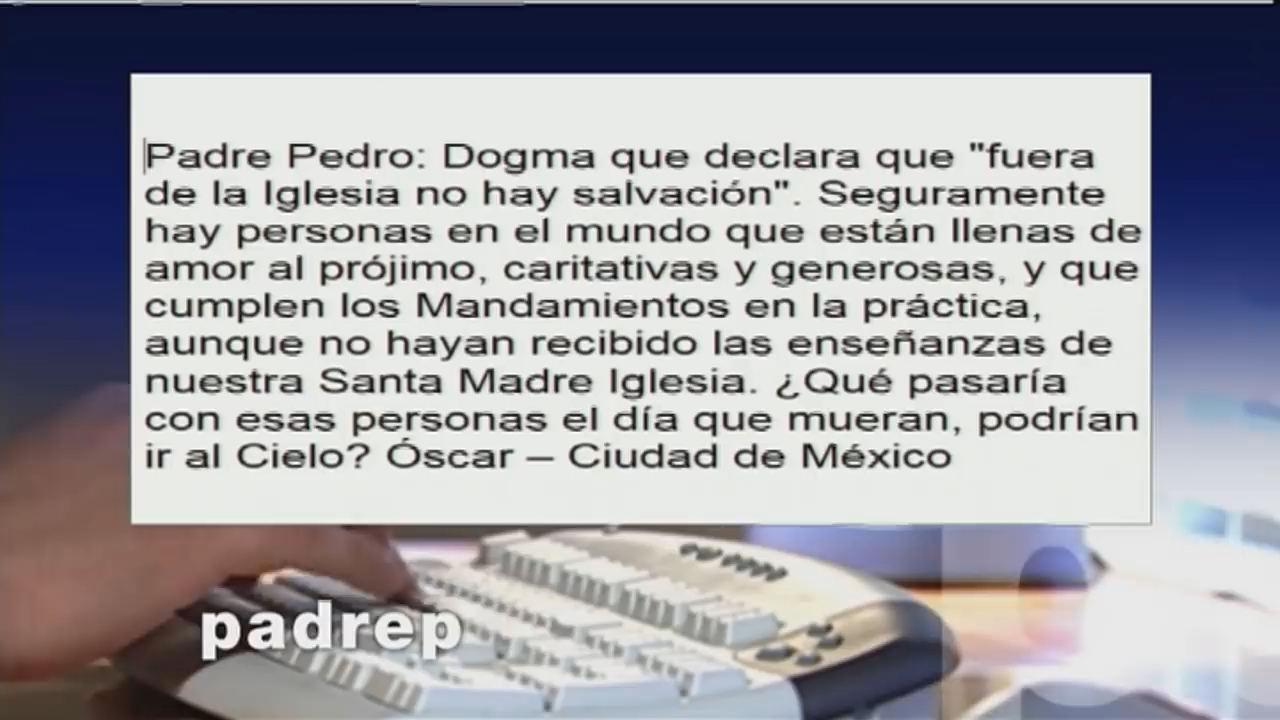 Padre Pedro: Dogma que declara que "fuera
de la Iglesia no hay salvación". Seguramente
hay personas en el mundo que están llenas de
amor al prójimo, caritativas y generosas, y que
cumplen los Mandamientos en la práctica,
aunque no hayan recibido las enseñanzas de
nuestra Santa Madre Iglesia. ¿Qué pasaría
con esas personas el día que mueran, podrían
ir al Cielo? Óscar – Ciudad de México
padrep